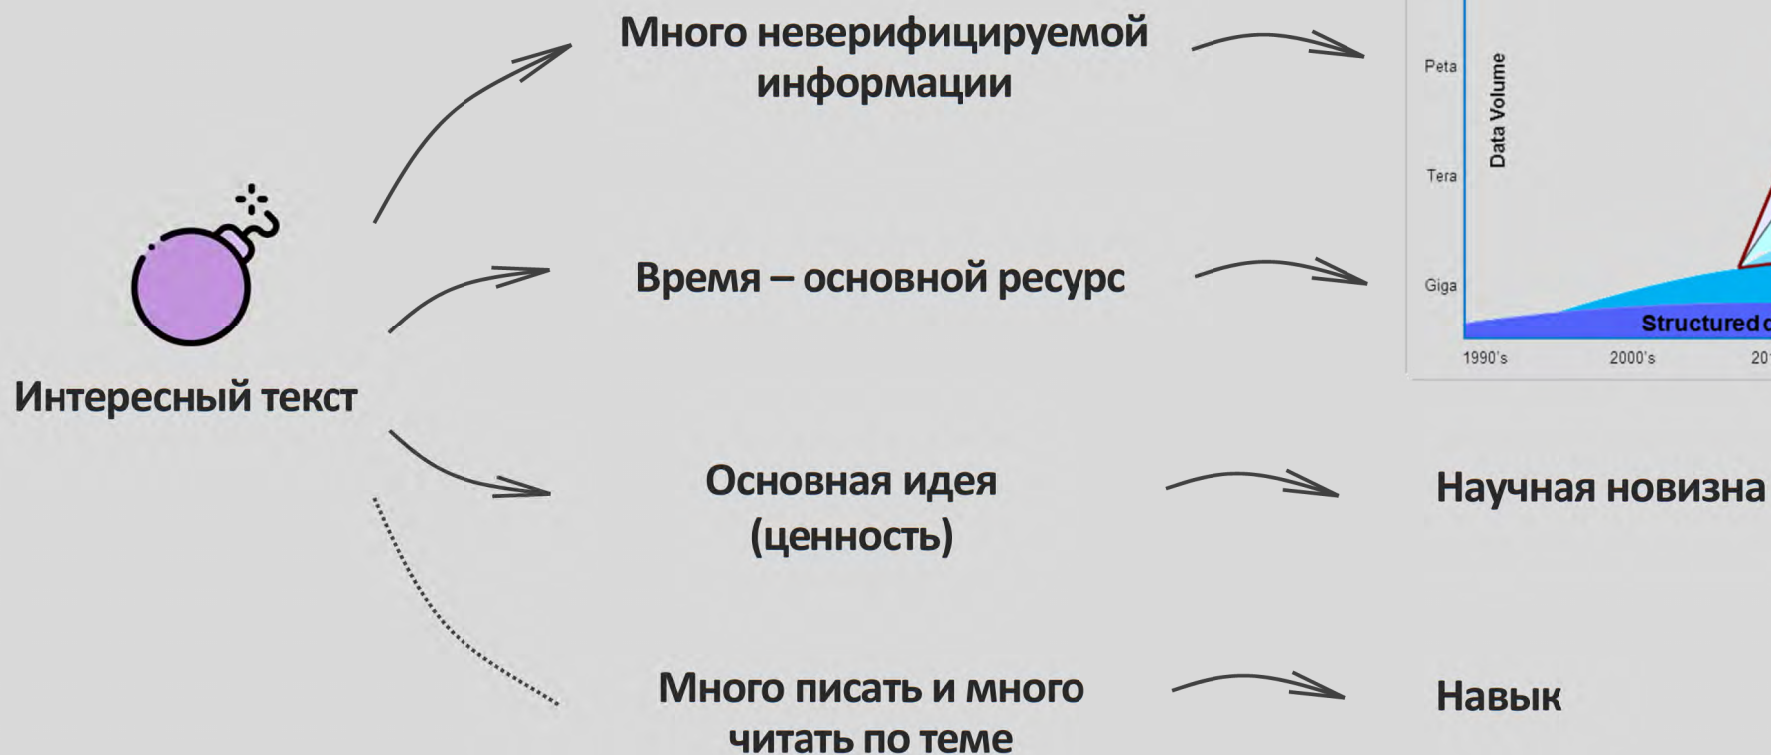 Много неверифицируемой
информации
Peta
Data Volume
Tera
Время – основной ресурс
Giga
Structured
1990's
2000's
Интересный текст
Основная идея
(ценность)
Научная новизна
Много писать и много
читать по теме
Навык